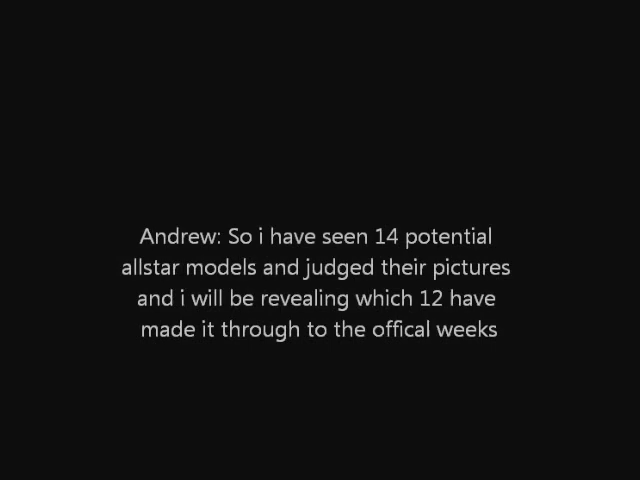 Andrew: So i have seen 14 potential
allstar models and judged their pictures
and i will be revealing which 12 have
made it through to the offical weeks